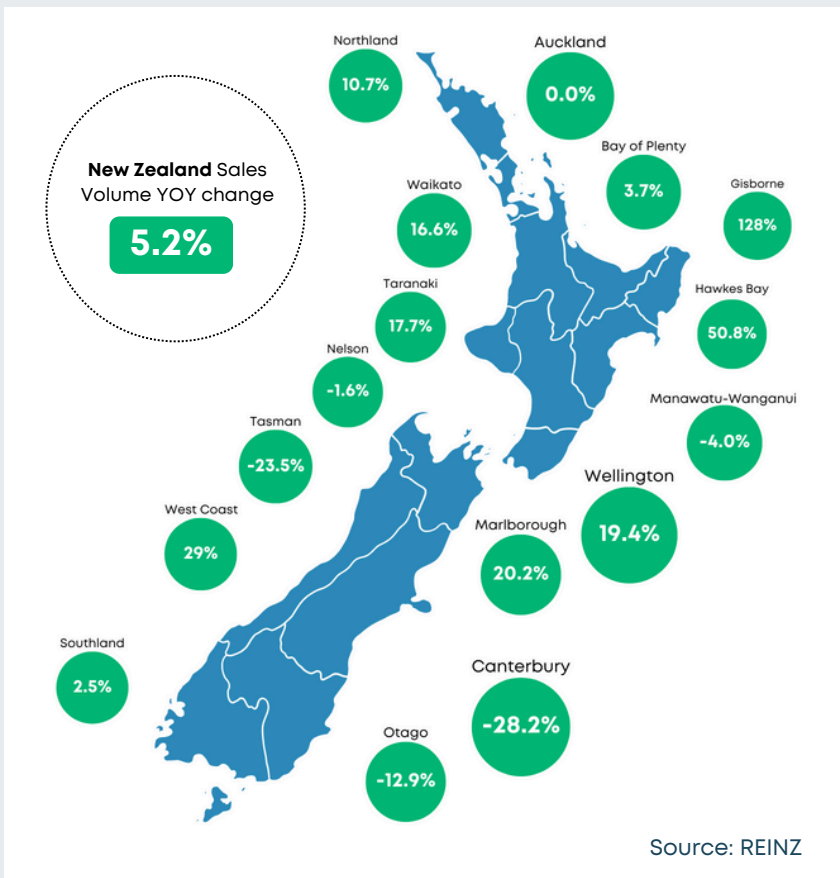 Northland
10.7%
Auckland
0.0%
New Zealand Sales
Volume YOY change
5.2%
Bay of Plenty
3.7%
Waikato
16.6%
Gisborne
128%
Taranaki
17.7%
Hawkes Bay
50.8%
Nelson
-1.6%
Manawatu-Wanganui
-4.0%
Tasman
-23.5%
Wellington
19.4%
West Coast
29%
Marlborough
20.2%
Southland
2.5%
Canterbury
-28.2%
Otago
-12.9%
Source: REINZ